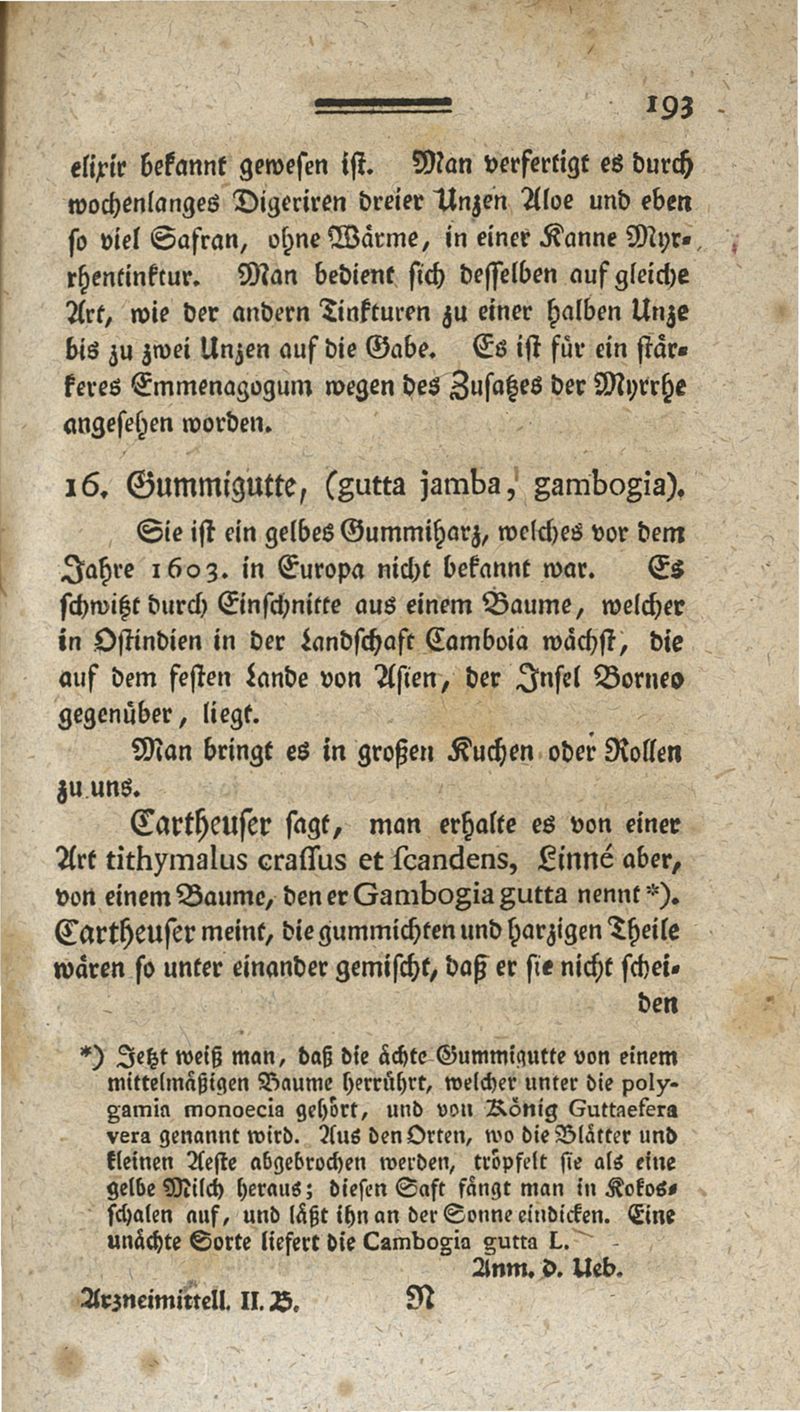 193
elixir bekannt gewesen ist. Man verfertigt es durch
wochenlanges Digeriren dreier Unzen Aloe und eben
so viel Safran, ohne Wärme, in einer Kanne Myr-
rhentinktur. Man bedient sich desselben auf gleiche
Art, wie der andern Tinkturen zu einer halben Unze
bis zu zwei Unzen auf die Gabe. Es ist für ein stär-
keres Emmenagogum wegen des Zusatzes der Myrrhe
angesehen worden.
16. Gummigutte, (gutta jamba, gambogia).
Sie ist ein gelbes Gummiharz, welches vor dem
Jahre 1603. in Europa nicht bekannt war. Es
schwitzt durch Einschnitte aus einem Baume, welcher
in Ostindien in der Landschaft Camboia wächst, die
auf dem festen Lande von Asien, der Insel Borneo
gegenüber, liegt.
Man bringt es in großen Kuchen oder Rollen
zu uns.
Cartheuser sagt, man erhalte es von einer
Art tithymalus crassus et scandens, Linné aber,
von einem Baume, den er Gambogia gutta nennt *).
Cartheuser meint, die gummichten und harzigen Theile
wären so unter einander gemischt, daß er sie nicht schei-
den
*) Jetzt weiß man, daß die ächte Gummigutte von einem
mittelmäßigen Baume herrührt, welcher unter die poly-
gamia monoecia gehört, und von König Guttaefera
vera genannt wird. Aus den Orten, wo die Blätter und
kleinen Aeste abgebrochen werden, tröpfelt sie als eine
gelbe Milch heraus; diesen Saft fängt man in Kokos-
schalen auf, und läßt ihn an der Sonne eindicken. Eine
unächte Sorte liefert die Cambogia gutta L.
Anm. d. Ueb.
Arzneimittell. II. B. N